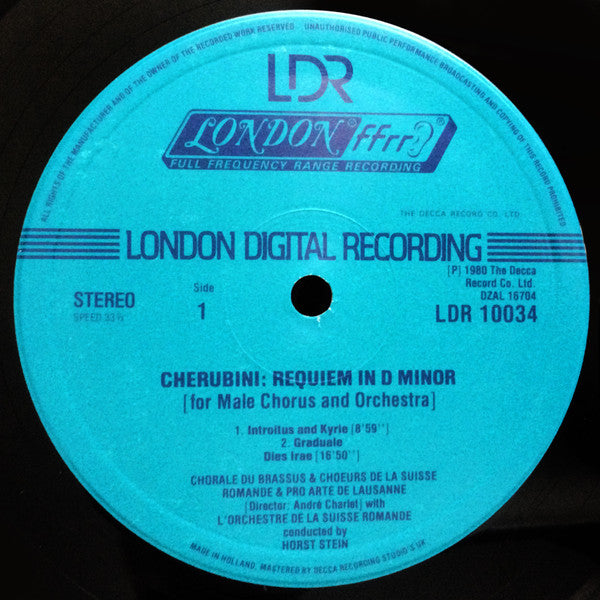 ALL RIGHTS OF THE MANUFACTURER AND OF THE OWNER OF THE RECORDED WORK RESERVED - UNAUTHORISED PUBLIC PERFORMANCE BROADCASTING AND COPYING OF THIS RECORD PROHIBITED
LDR
LONDON ffrr
FULL FREQUENCY RANGE RECORDING
THE DECCA RECORD CO. LTD.
LONDON DIGITAL RECORDING
[P] 1980 The Decca
Record Co. Ltd.
DZAL 16704
LDR 10034
STEREO
SPEED 33⅓
Side
1
CHERUBINI: REQUIEM IN D MINOR
[for Male Chorus and Orchestra]
1. Introitus and Kyrie [8'59'']
2. Graduale
Dies Irae [16'50'']
CHORALE DU BRASSUS & CHOEURS DE LA SUISSE
ROMANDE & PRO ARTE DE LAUSANNE
[Director: André Charlet] with
L'ORCHESTRE DE LA SUISSE ROMANDE
conducted by
HORST STEIN
MADE IN HOLLAND, MASTERED BY DECCA RECORDING STUDIO'S UK